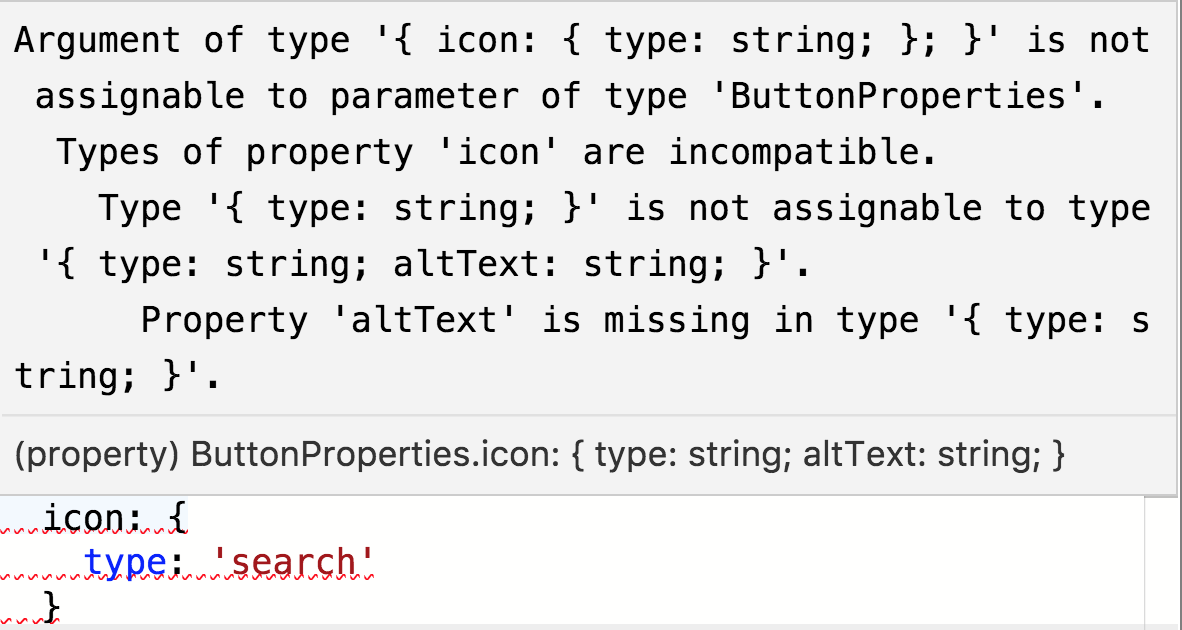 Argument of type '{ icon: { type: string; }; }' is not
assignable to parameter of type 'ButtonProperties'.
Types of property 'icon' are incompatible.
Type '{ type: string; }' is not assignable to type
'{ type: string; altText: string; }'.
Property 'altText' is missing in type '{ type: s
tring; }'.
(property) ButtonProperties.icon: { type: string; altText: string; }
icon: {
type: 'search'
}